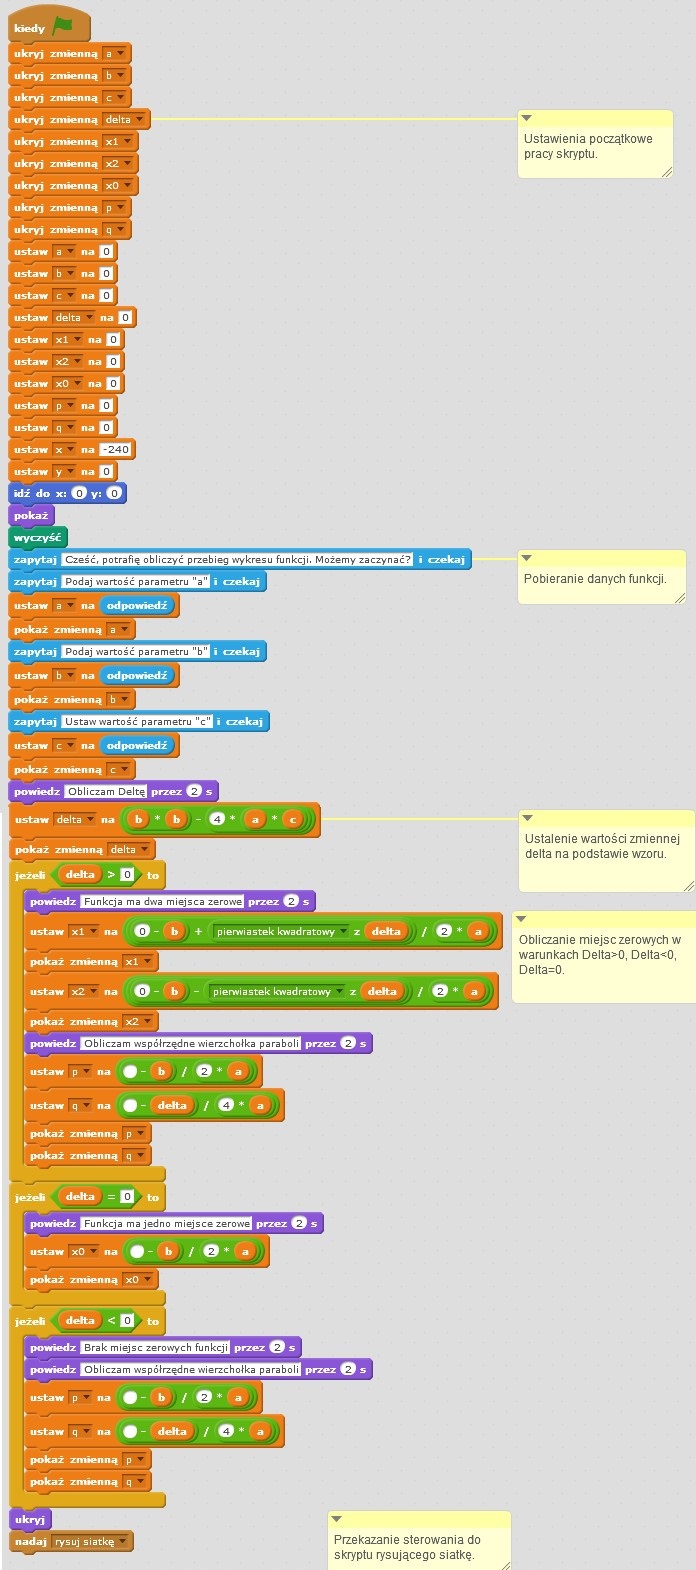 kiedy
ukryj zmienną a
ukryj zmienną b
ukryj zmienną c
ukryj zmienną delta
Ustawienia początkowe
pracy skryptu.
ukryj zmienną x1
ukryj zmienną x2
ukryj zmienną x0
ukryj zmienną p
ukryj zmienną q
ustaw a na 0
ustaw b na 0
ustaw c na 0
ustaw delta na 0
ustaw x1 na 0
ustaw x2 na 0
ustaw x0 na 0
ustaw p na 0
ustaw q na 0
ustaw x na -240
ustaw y na 0
idź do x: 0 y: 0
pokaż
wyczyść
zapytaj Cześć, potrafię obliczyć przebieg wykresu funkcji. Możemy zaczynać? i czekaj
Pobieranie danych funkcji.
zapytaj Podaj wartość parametru "a" i czekaj
ustaw a na odpowiedź
pokaż zmienną a
zapytaj Podaj wartość parametru "b" i czekaj
ustaw b na odpowiedź
pokaż zmienną b
zapytaj Ustaw wartość parametru "c" i czekaj
ustaw c na odpowiedź
pokaż zmienną c
powiedz Obliczam Deltę przez 2 s
ustaw delta na b * b - 4 * a * c
Ustalenie wartości zmiennej
delta na podstawie wzoru.
pokaż zmienną delta
jeżeli delta > 0 to
powiedz Funkcja ma dwa miejsca zerowe przez 2 s
ustaw x1 na 0 - b + pierwiastek kwadratowy z delta / 2 * a
Obliczanie miejsc zerowych w
warunkach Delta>0, Delta<0,
Delta=0.
pokaż zmienną x1
ustaw x2 na 0 - b - pierwiastek kwadratowy z delta / 2 * a
pokaż zmienną x2
powiedz Obliczam współrzędne wierzchołka paraboli przez 2 s
ustaw p na - b / 2 * a
ustaw q na - delta / 4 * a
pokaż zmienną p
pokaż zmienną q
jeżeli delta = 0 to
powiedz Funkcja ma jedno miejsce zerowe przez 2 s
ustaw x0 na - b / 2 * a
pokaż zmienną x0
jeżeli delta < 0 to
powiedz Brak miejsc zerowych funkcji przez 2 s
powiedz Obliczam współrzędne wierzchołka paraboli przez 2 s
ustaw p na - b / 2 * a
ustaw q na - delta / 4 * a
pokaż zmienną p
pokaż zmienną q
ukryj
nadaj rysuj siatkę
Przekazanie sterowania do
skryptu rysującego siatkę.